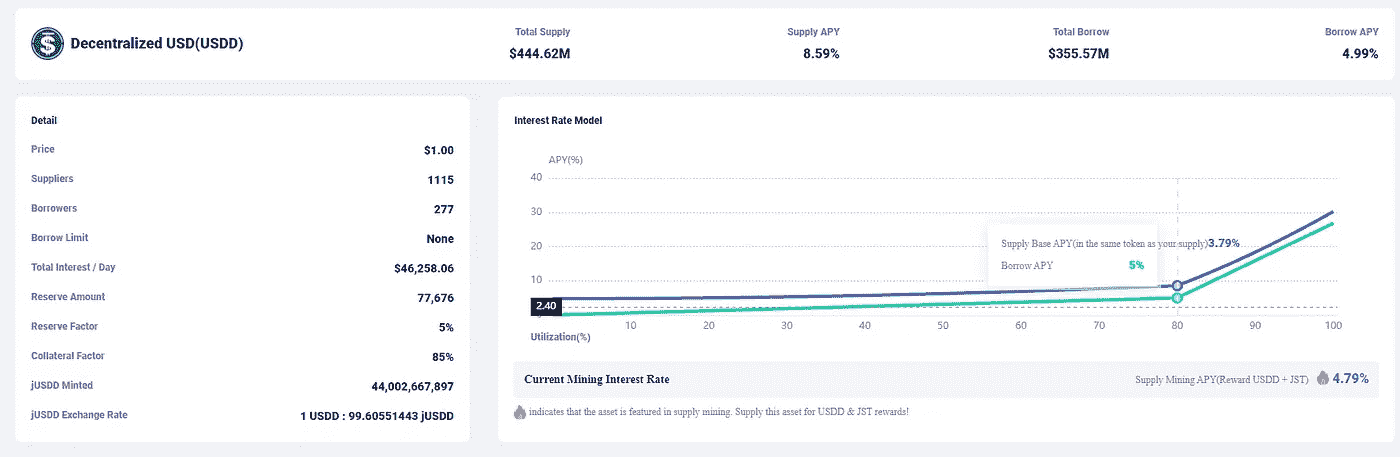 Decentralized USD(USDD)
Total Supply
$444.62M
Supply APY
8.59%
Total Borrow
$355.57M
Borrow APY
4.99%
Detail
Price $1.00
Suppliers 1115
Borrowers 277
Borrow Limit None
Total Interest / Day $46,258.06
Reserve Amount 77,676
Reserve Factor 5%
Collateral Factor 85%
jUSDD Minted 44,002,667,897
jUSDD Exchange Rate 1 USDD : 99.60551443 jUSDD
Interest Rate Model
APY(%)
40
30
20
10
2.40
Supply Base APY(in the same token as your supply)3.79%
Borrow APY 5%
10 20 30 40 50 60 70 80 90 100
Utilization(%)
Current Mining Interest Rate Supply Mining APY(Reward USDD + JST) 4.79%
indicates that the asset is featured in supply mining. Supply this asset for USDD & JST rewards!